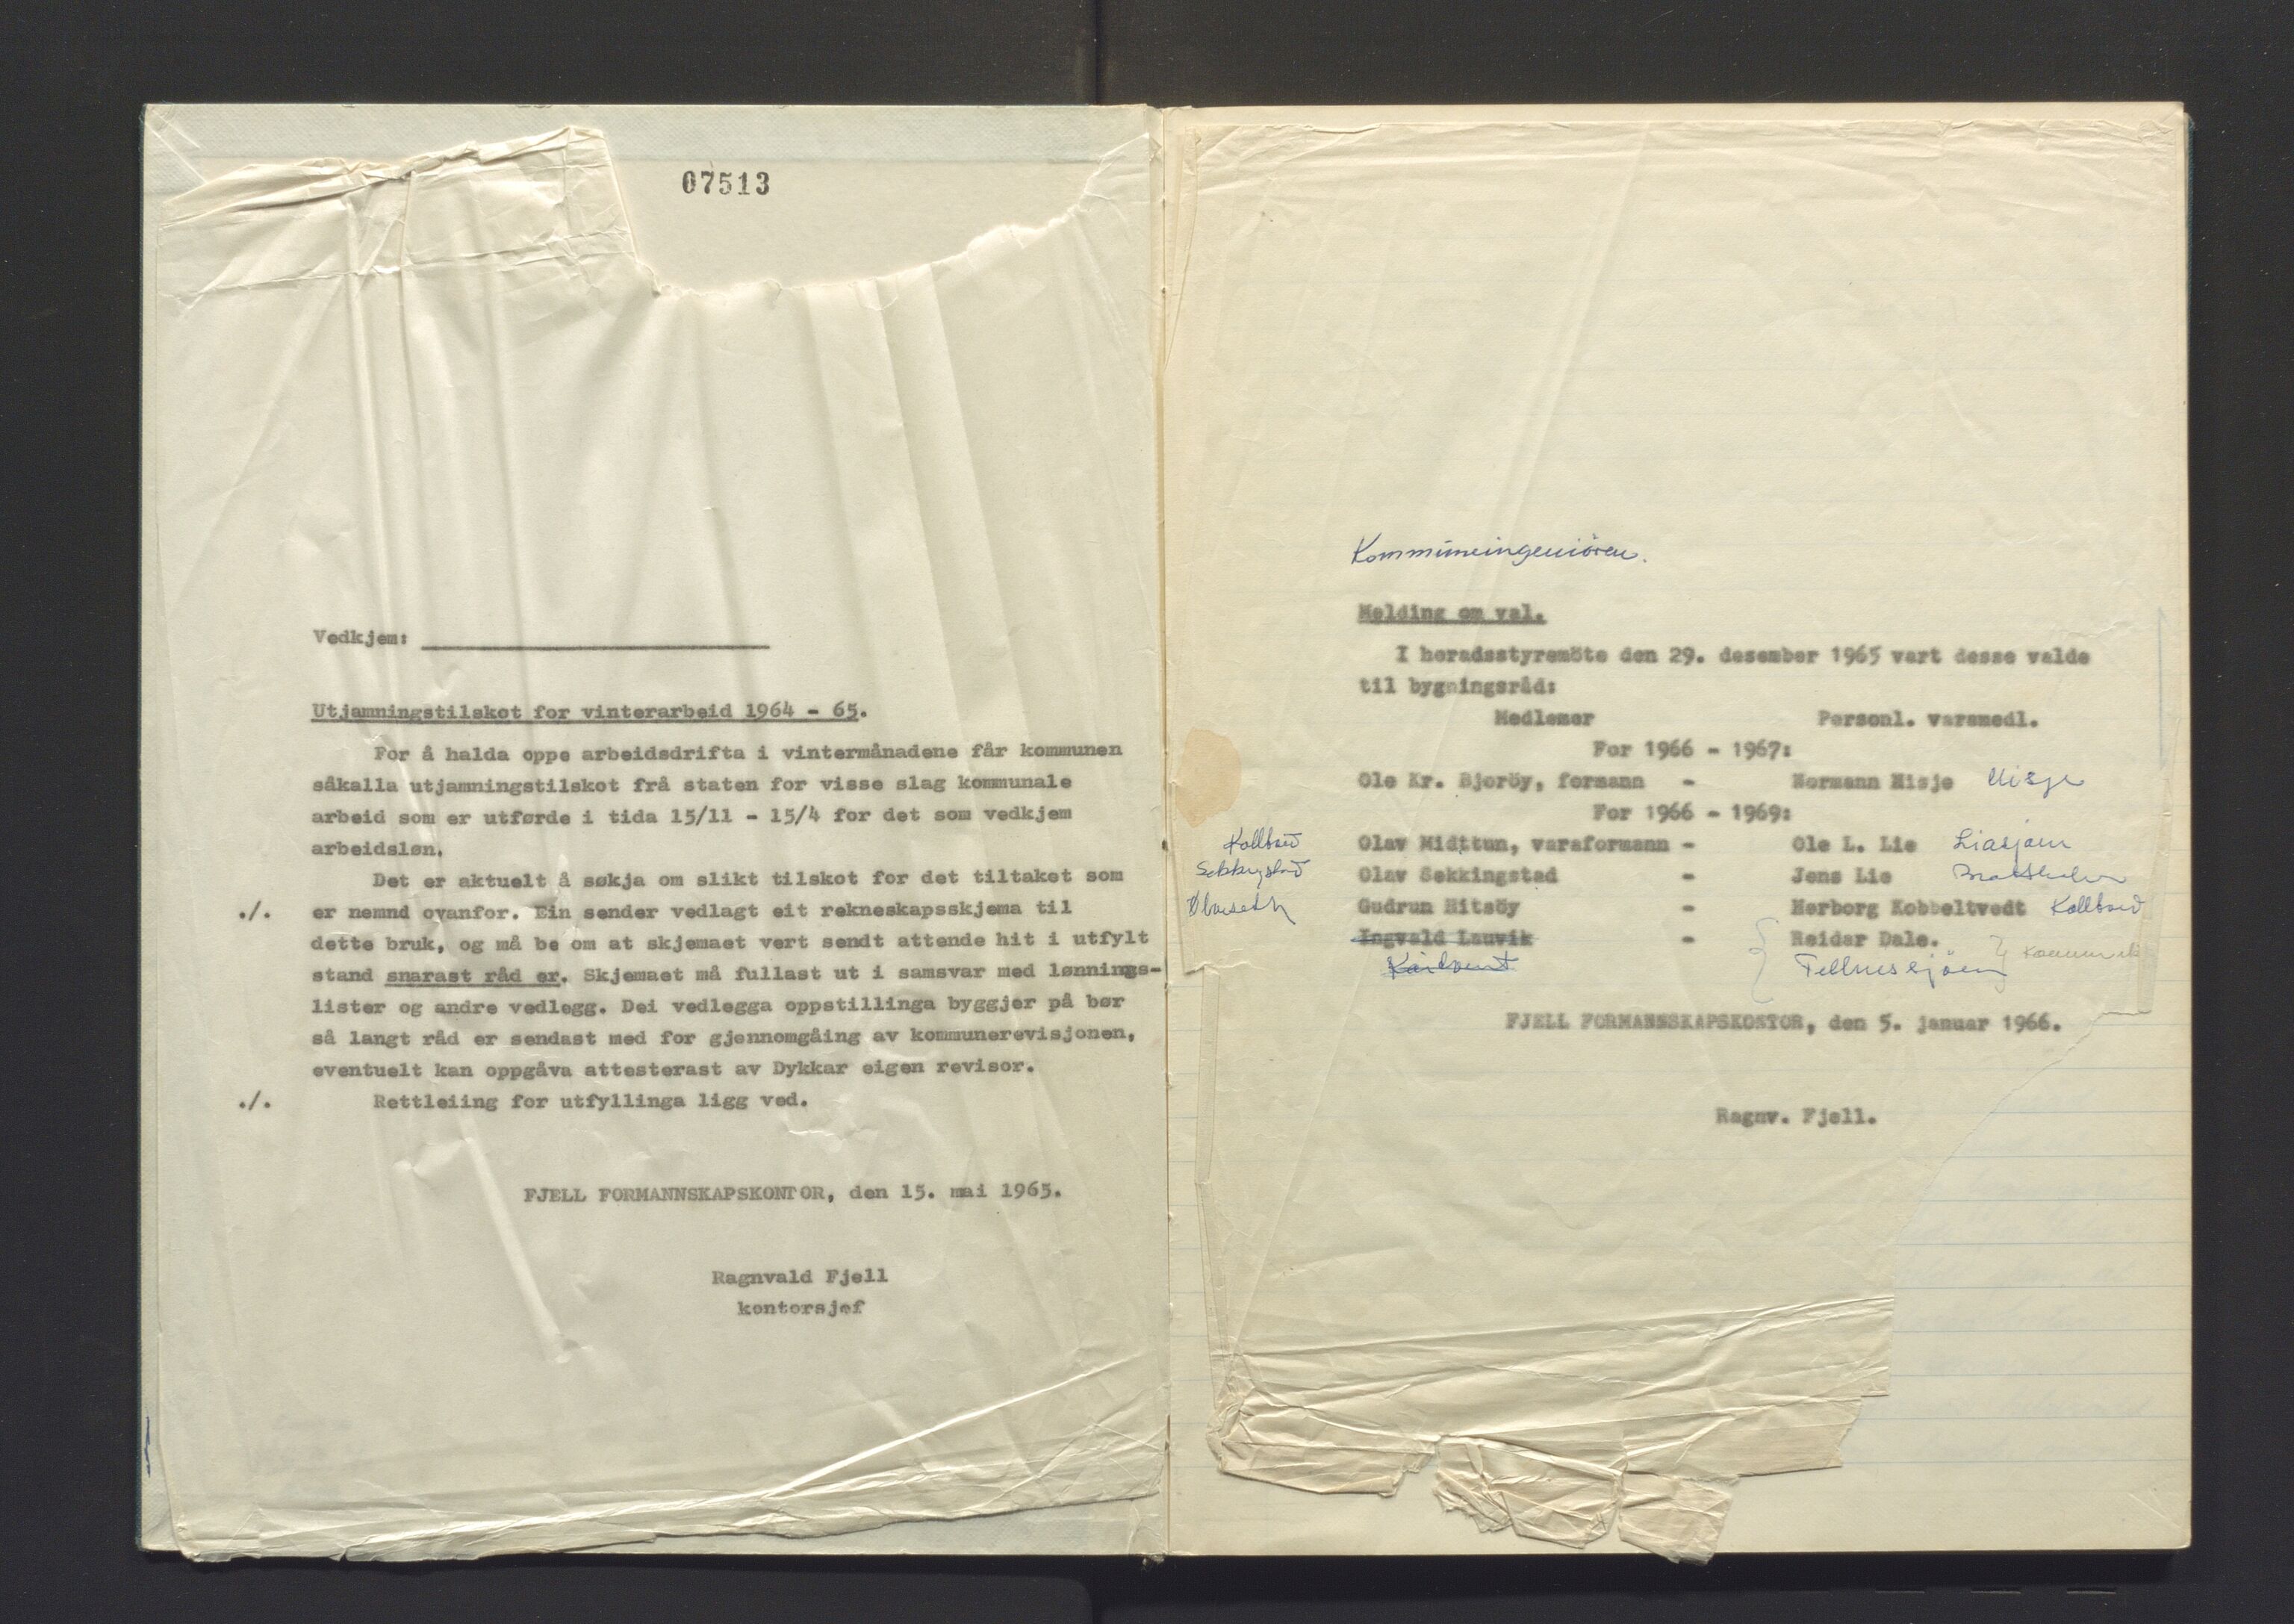 07513
Vedkjem:
Utjamningstilskot for vinterarbeid 1964 - 65.
For å halda oppe arbeidsdrifta i vintermånadene får kommunen
såkalla utjamningstilskot frå staten for visse slag kommunale
arbeid som er utførde i tida 15/11 - 15/4 for det som vedkjem
arbeidsløn.
Det er aktuelt å søkja om slikt tilskot for det tiltaket som
./. er nemnd ovanfor. Ein sender vedlagt eit rekneskapsskjema til
dette bruk, og må be om at skjemaet vert sendt attende hit i utfylt
stand snarast råd er. Skjemaet må fullast ut i samsvar med lønnings-
lister og andre vedlegg. Dei vedlegga oppstillinga byggjer på bør
så langt råd er sendast med for gjennomgåing av kommunerevisjonen,
eventuelt kan oppgåva attesterast av Dykkar eigen revisor.
./. Rettleiing for utfyllinga ligg ved.
FJELL FORMANNSKAPSKONTOR, den 15. mai 1965.
Ragnvald Fjell
kontorsjef
Kommuneingeniören.
Melding om val.
I heradsstyremöte den 29. desember 1965 vart desse valde
til bygningsråd:
Medlemer Personl. varamedl.
For 1966 - 1967:
Ole Kr. Bjoröy, formann - Normann Misje Misje
For 1966 - 1969:
Kallbæd Olav Midttun, varaformann - Ole L. Lie Liasjöen
Sekkingstad Olav Sekkingstad - Jens Lie Brattholmen
Gudrun Hitsöy - Herborg Kobbeltvedt Kallbæd
Ingvald Lauvik - Reidar Dale.
Fellessjöen
FJELL FORMANNSKAPSKONTOR, den 5. januar 1966.
Ragnv. Fjell.